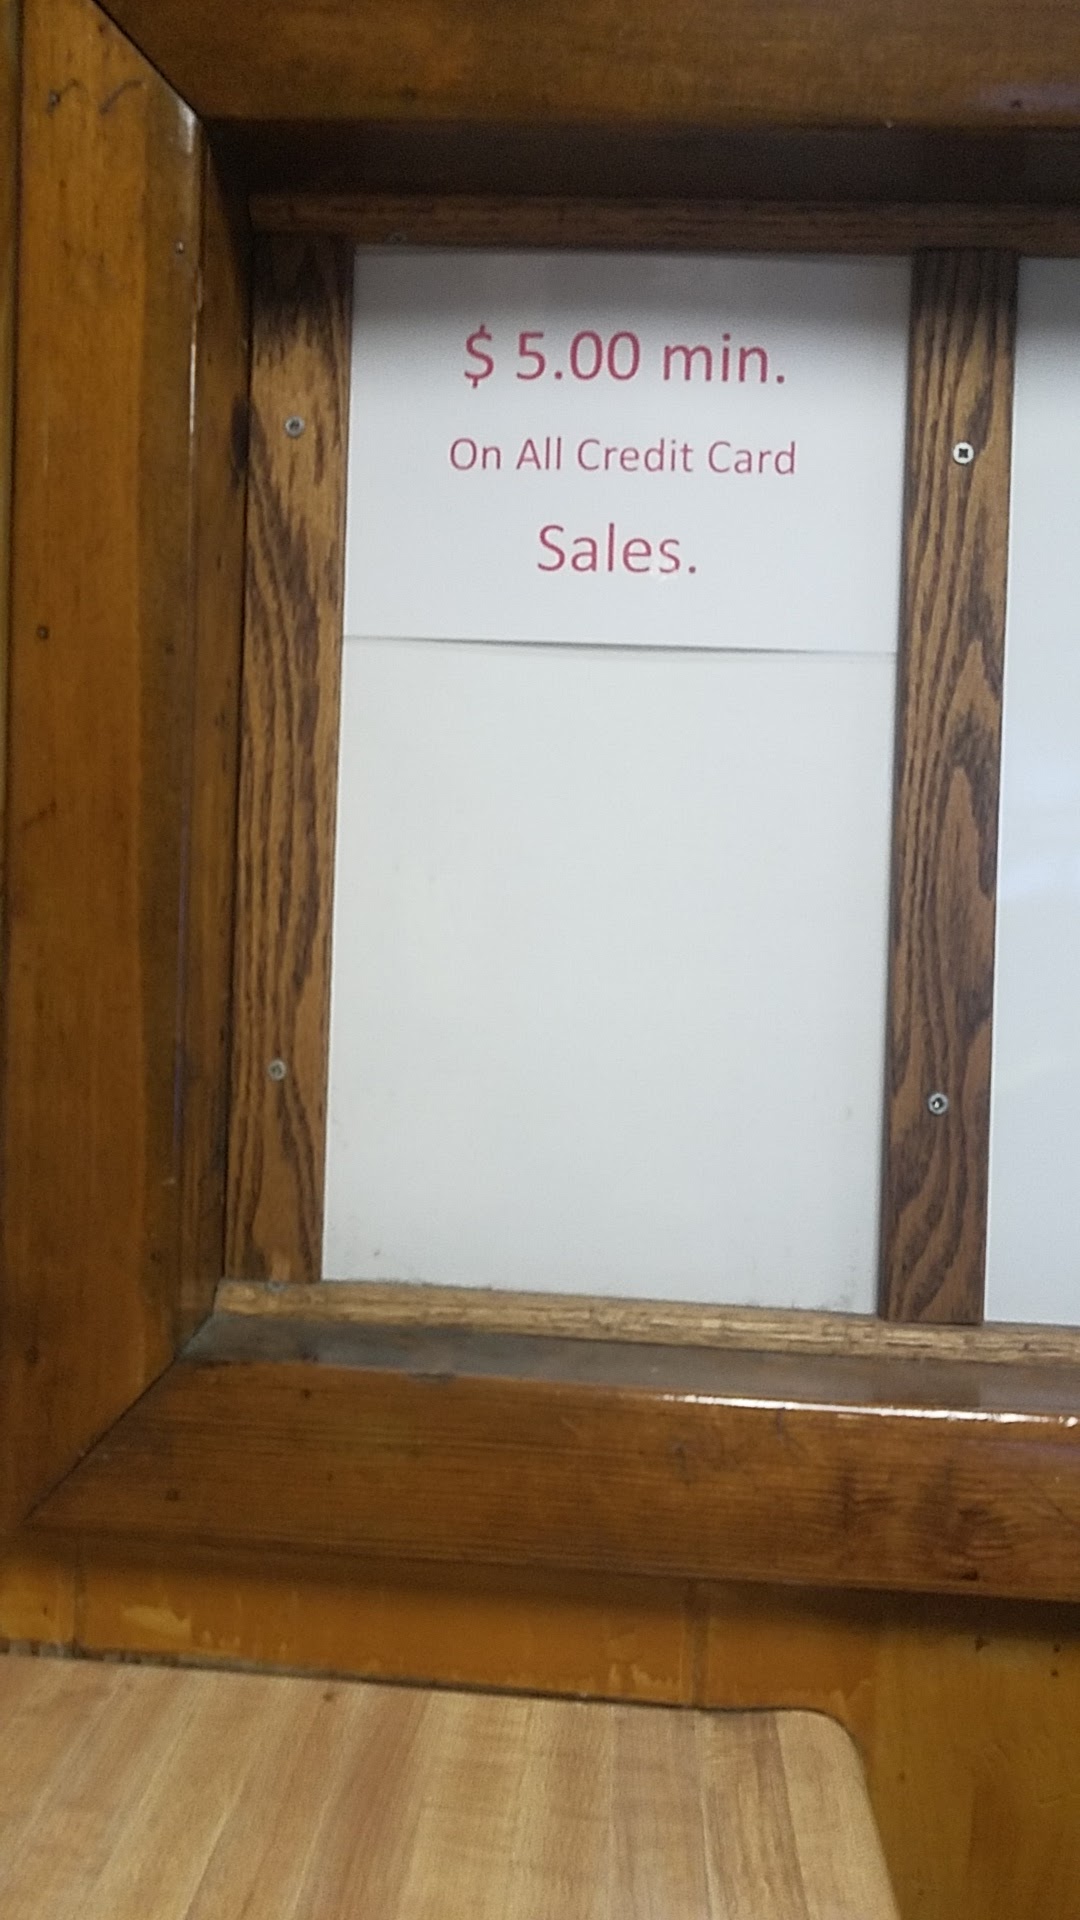 $ 5.00 min.
On All Credit Card
Sales.